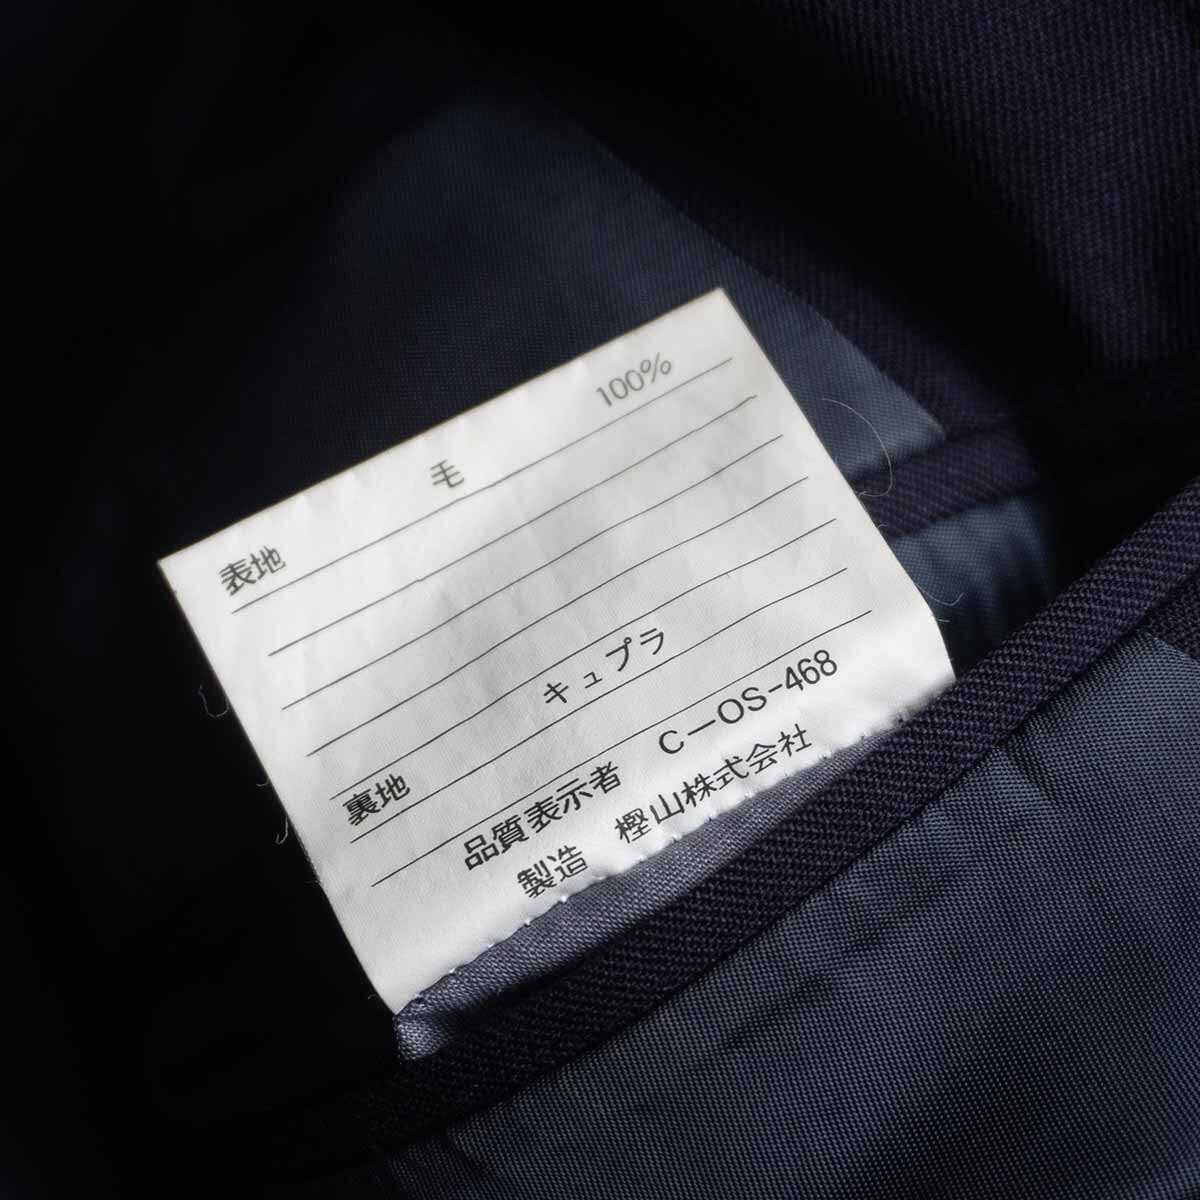 表地 毛 100%
裏地 キュプラ
品質表示者 C-OS-468
製造 樫山株式会社